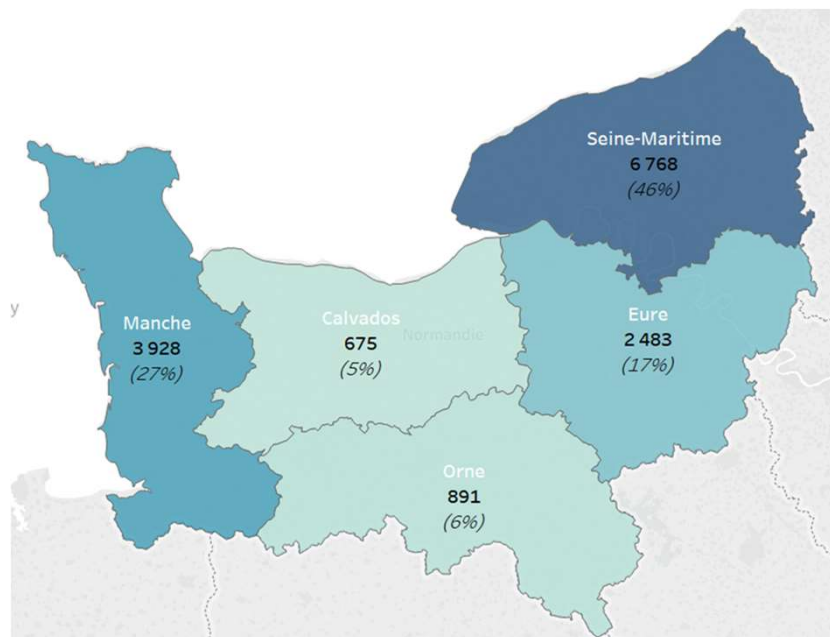 Seine-Maritime
6 768
(46%)
y
Manche
3 928
(27%)
Calvados
Normandie
675
(5%)
Eure
2 483
(17%)
Orne
891
(6%)